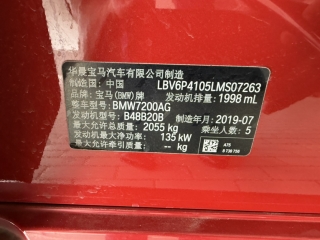 华晨宝马汽车有限公司制造
制造国：中国 LBV6P4105LMS07263
品牌：宝马(BMW)牌 发动机排量：1998 mL
整车型号：BMW7200AG
发动机型号：B48B20B 制造年月：2019-07
最大允许总质量：2055 kg 乘坐人数：5
发动机最大净功率：135 kW
最大允许牵引质量：-- kg